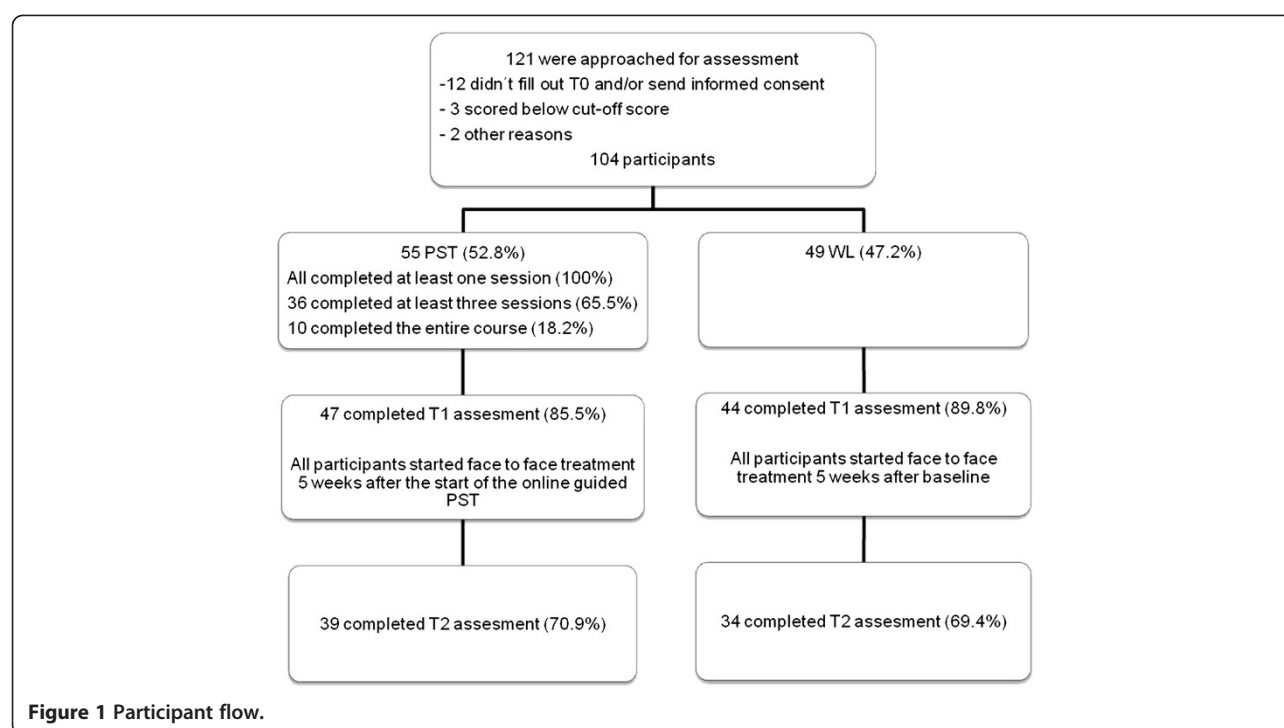 121 were approached for assessment
-12 didn´t fill out T0 and/or send informed consent
- 3 scored below cut-off score
- 2 other reasons
104 participants
55 PST (52.8%)
All completed at least one session (100%)
36 completed at least three sessions (65.5%)
10 completed the entire course (18.2%)
49 WL (47.2%)
47 completed T1 assesment (85.5%)
All participants started face to face treatment
5 weeks after the start of the online guided
PST
44 completed T1 assesment (89.8%)
All participants started face to face
treatment 5 weeks after baseline
39 completed T2 assesment (70.9%)
34 completed T2 assesment (69.4%)
Figure 1 Participant flow.